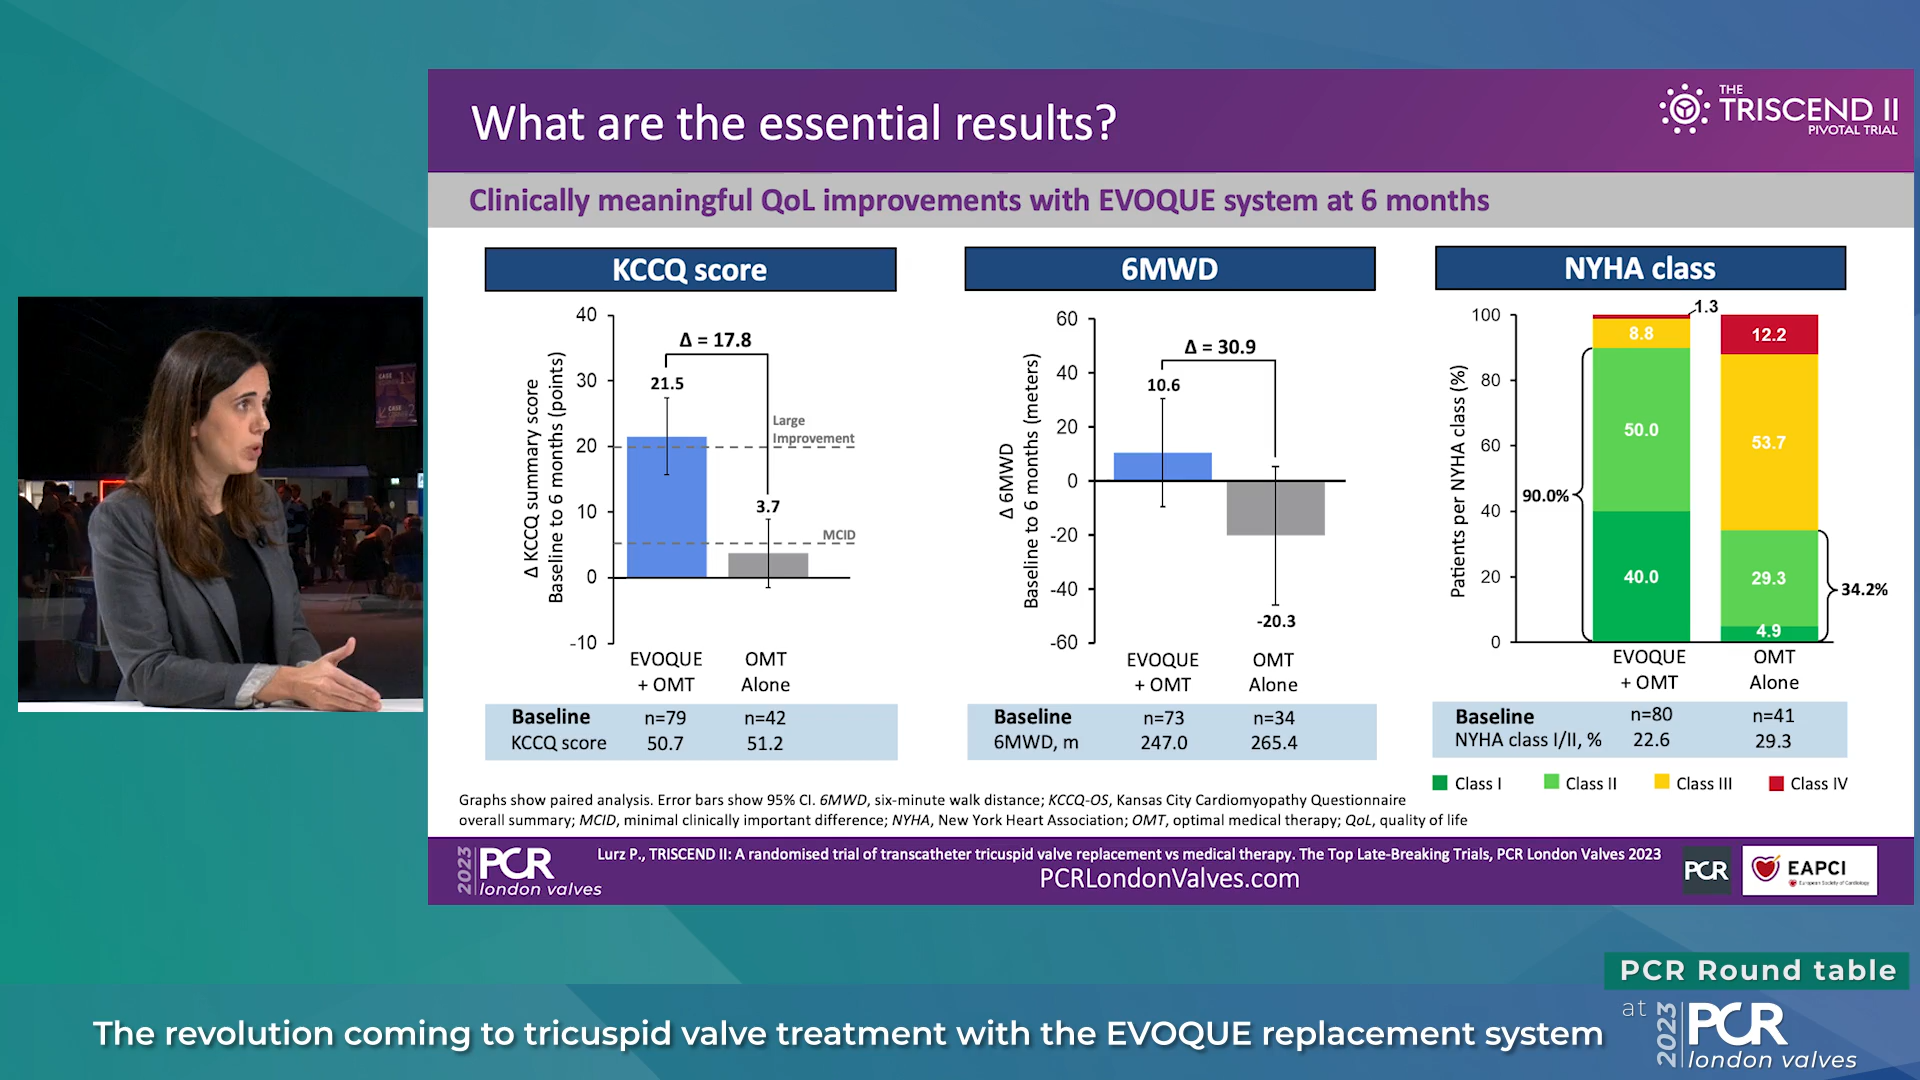 What are the essential results?
THE
TRISCEND II
PIVOTAL TRIAL
Clinically meaningful QoL improvements with EVOQUE system at 6 months
KCCQ score
Δ KCCQ summary score
Baseline to 6 months (points)
40
30
20
10
0
-10
Δ = 17.8
21.5
3.7
Large
Improvement
MCID
EVOQUE
+ OMT
OMT
Alone
Baseline n=79 n=42
KCCQ score 50.7 51.2
6MWD
Δ 6MWD
Baseline to 6 months (meters)
60
40
20
0
-20
-40
-60
Δ = 30.9
10.6
-20.3
EVOQUE
+ OMT
OMT
Alone
Baseline n=73 n=34
6MWD, m 247.0 265.4
NYHA class
Patients per NYHA class (%)
100
80
60
40
20
0
1.3
8.8
50.0
40.0
90.0%
12.2
53.7
29.3
4.9
34.2%
EVOQUE
+ OMT
OMT
Alone
Baseline n=80 n=41
NYHA class I/II, % 22.6 29.3
Class I Class II Class III Class IV
Graphs show paired analysis. Error bars show 95% CI. 6MWD, six-minute walk distance; KCCQ-OS, Kansas City Cardiomyopathy Questionnaire
overall summary; MCID, minimal clinically important difference; NYHA, New York Heart Association; OMT, optimal medical therapy; QoL, quality of life
2023 PCR
london valves
Lurz P., TRISCEND II: A randomised trial of transcatheter tricuspid valve replacement vs medical therapy. The Top Late-Breaking Trials, PCR London Valves 2023
PCRLondonValves.com
PCR
EAPCI
European Society of Cardiology
CASE
CASE
2
PCR Round table
The revolution coming to tricuspid valve treatment with the EVOQUE replacement system
at
2023 PCR
london valves